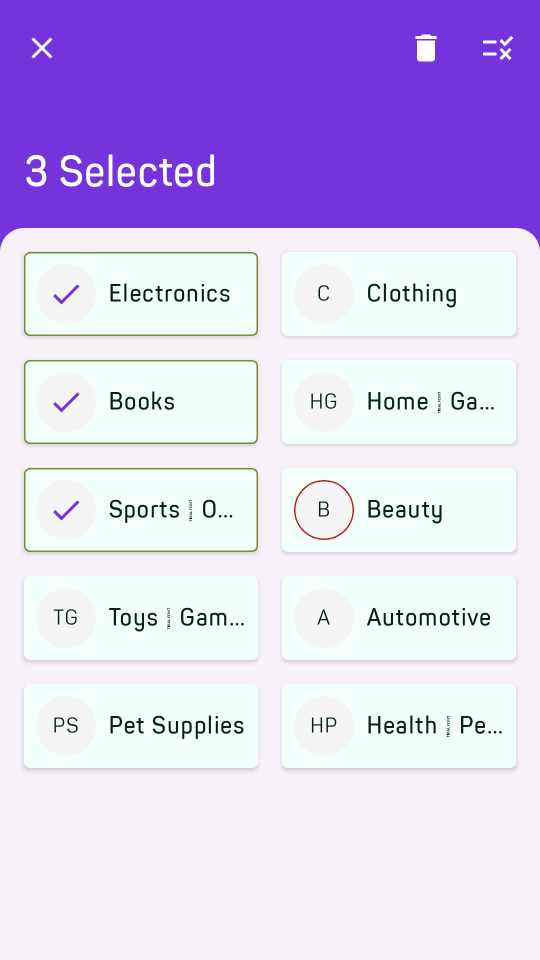 3 Selected
Electronics
C Clothing
Books
HG Home Ga...
Sports O...
B Beauty
TG Toys Gam...
A Automotive
PS Pet Supplies
HP Health Pe...